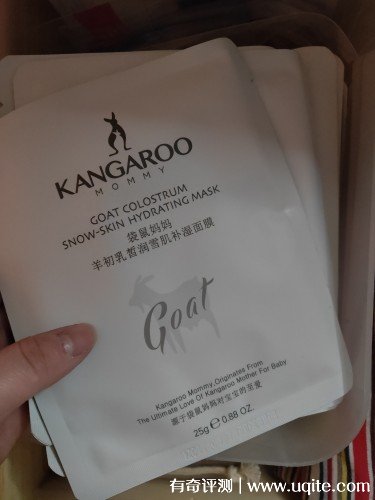 KANGAROO
MOMMY
GOAT COLOSTRUM
SNOW-SKIN HYDRATING MASK
袋鼠妈妈
羊初乳皙润雪肌补湿面膜
Goat
Kangaroo Mommy,Originates From
The Ultimate Love Of Kangaroo Mother For Baby
源于袋鼠妈妈对宝宝的至爱
25g℮0.88 OZ.
有奇评测 | www.uqite.com